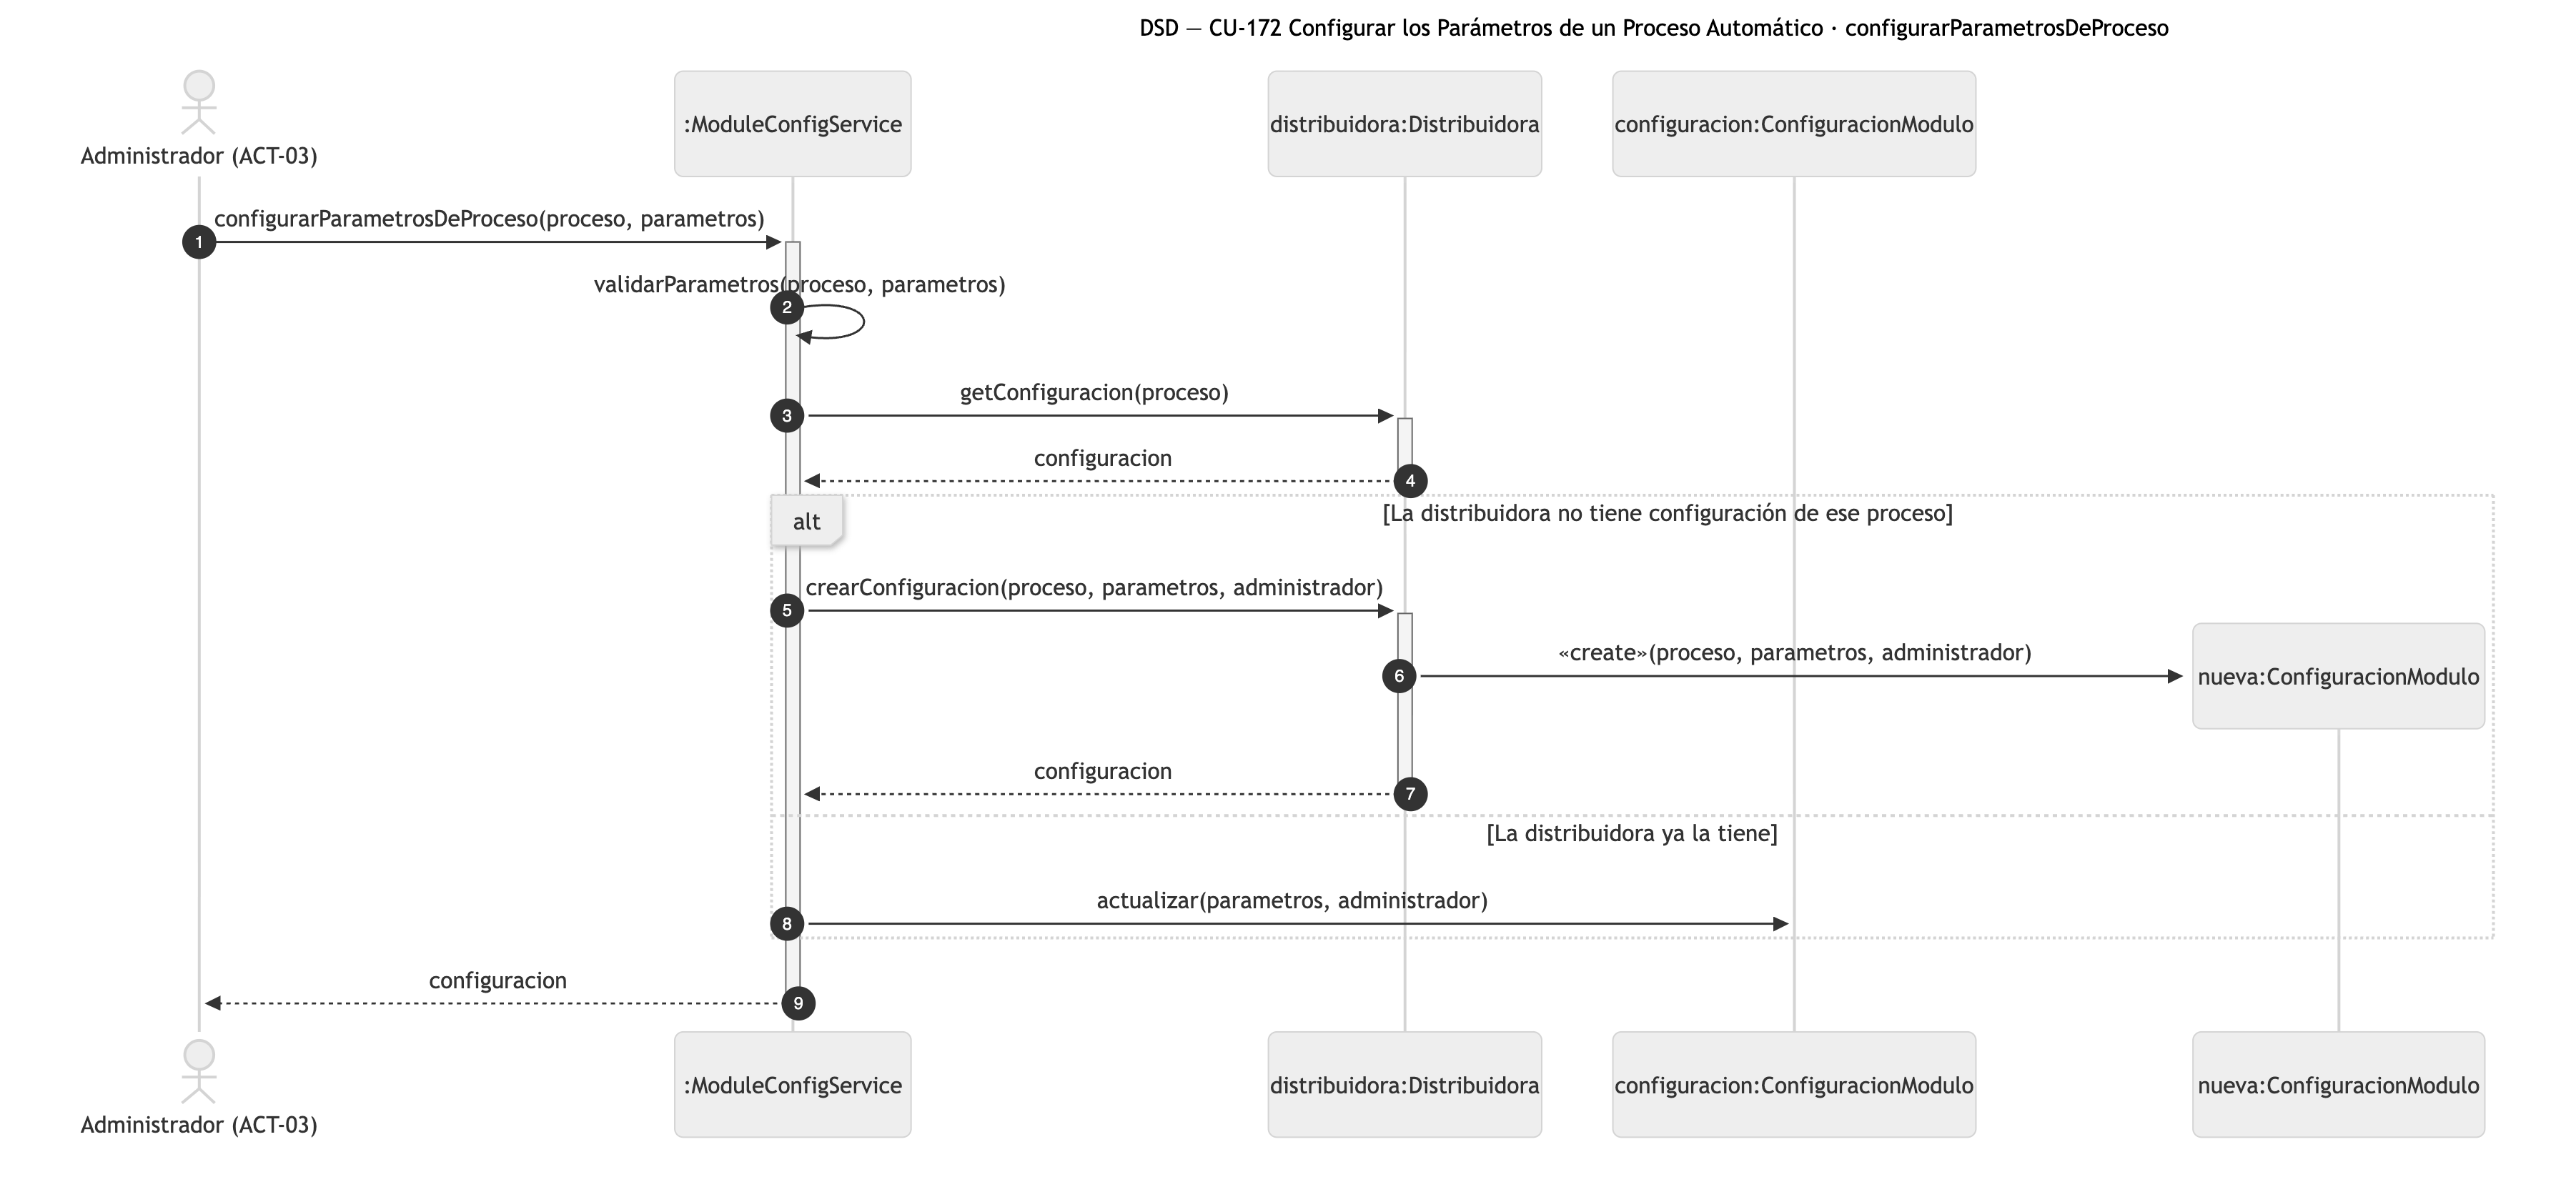 DSD — CU-172 Configurar los Parámetros de un Proceso Automático · configurarParametrosDeProceso
Administrador (ACT-03)
:ModuleConfigService
distribuidora:Distribuidora
configuracion:ConfiguracionModulo
configurarParametrosDeProceso(proceso, parametros)
1
validarParametros(proceso, parametros)
2
getConfiguracion(proceso)
3
configuracion
4
alt
[La distribuidora no tiene configuración de ese proceso]
crearConfiguracion(proceso, parametros, administrador)
5
«create»(proceso, parametros, administrador)
6
nueva:ConfiguracionModulo
configuracion
7
[La distribuidora ya la tiene]
actualizar(parametros, administrador)
8
configuracion
9
Administrador (ACT-03)
:ModuleConfigService
distribuidora:Distribuidora
configuracion:ConfiguracionModulo
nueva:ConfiguracionModulo